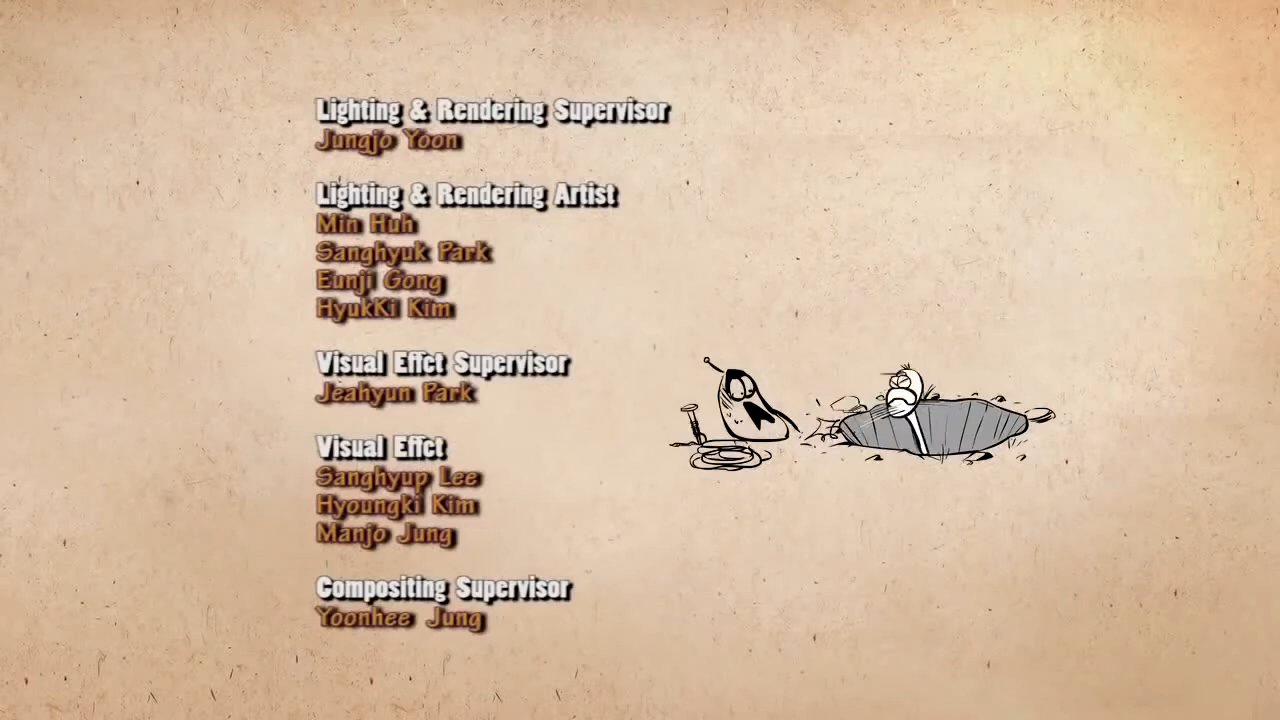 Lighting & Rendering Supervisor
Jungjo Yoon
Lighting & Rendering Artist
Min Huh
Sanghyuk Park
Eunji Gong
HyukKi Kim
Visual Effct Supervisor
Jeahyun Park
Visual Effct
Sanghyup Lee
Hyoungki Kim
Manjo Jung
Compositing Supervisor
Yoonhee Jung